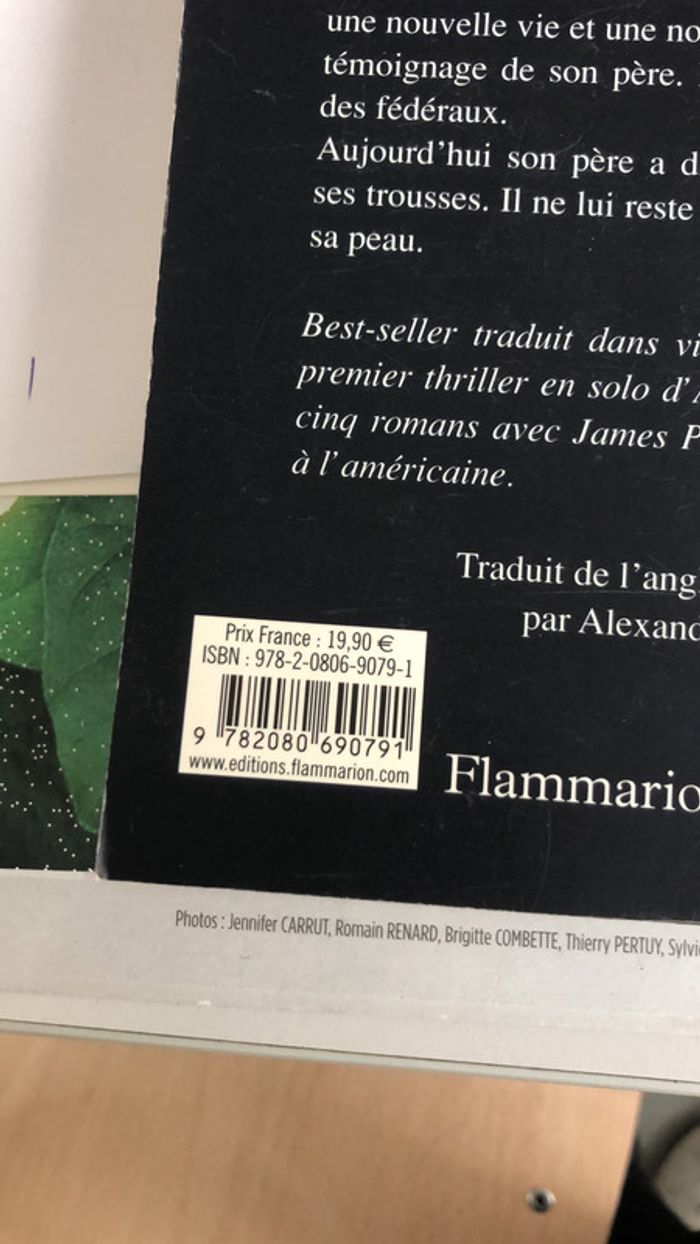 une nouvelle vie et une no
témoignage de son père.
des fédéraux.
Aujourd'hui son père a d
ses trousses. Il ne lui reste
sa peau.
Best-seller traduit dans vi
premier thriller en solo d'A
cinq romans avec James P
à l'américaine.
Traduit de l'ang
par Alexand
Prix France : 19,90 €
ISBN : 978-2-0806-9079-1
9 782080 690791
www.editions.flammarion.com
Flammario
Photos : Jennifer CARRUT, Romain RENARD, Brigitte COMBETTE, Thierry PERTUY, Sylvi